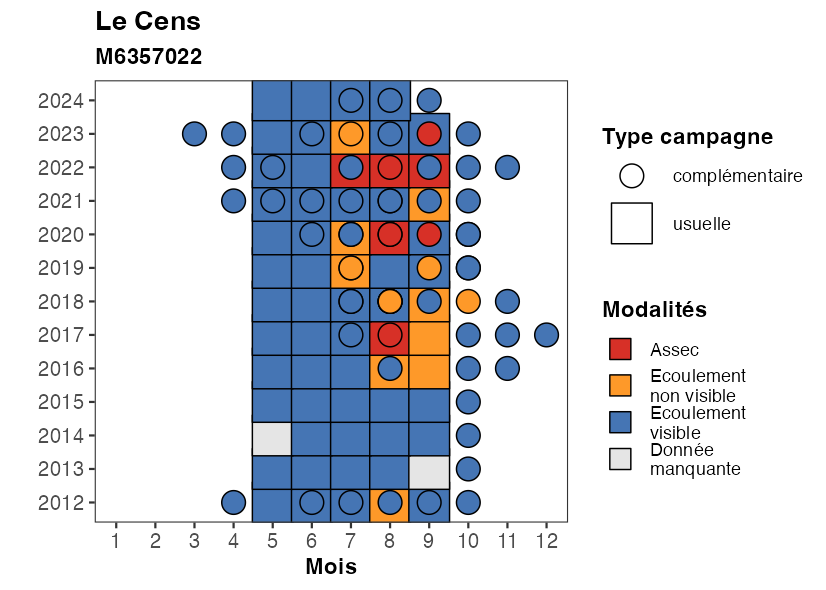 Le Cens
M6357022
2024
2023
2022
2021
2020
2019
2018
2017
2016
2015
2014
2013
2012
1 2 3 4 5 6 7 8 9 10 11 12
Mois
Type campagne
complémentaire
usuelle
Modalités
Assec
Ecoulement
non visible
Ecoulement
visible
Donnée
manquante